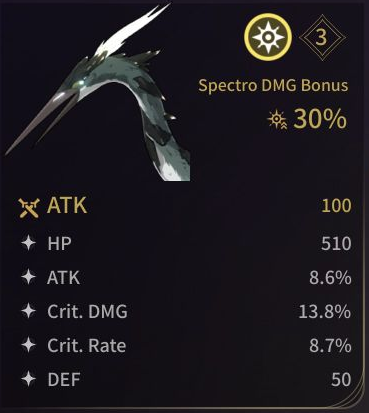 3
Spectro DMG Bonus
30%
ATK 100
HP 510
ATK 8.6%
Crit. DMG 13.8%
Crit. Rate 8.7%
DEF 50